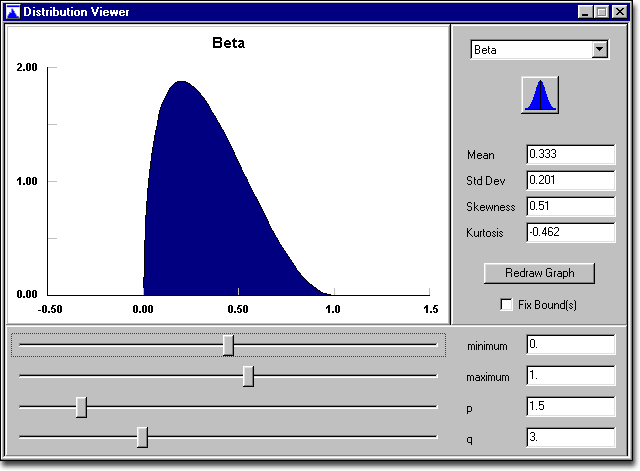 Distribution Viewer
Beta
2.00
1.00
0.00
-0.50 0.00 0.50 1.00 1.5
Beta
Mean 0.333
Std Dev 0.201
Skewness 0.51
Kurtosis -0.462
Redraw Graph
Fix Bound(s)
minimum 0.
maximum 1.
p 1.5
q 3.